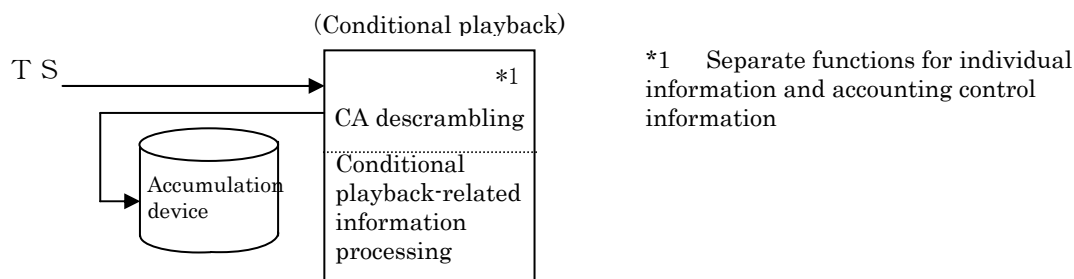 (Conditional playback)
ＴＳ
*1
CA descrambling
Accumulation
device
Conditional
playback-related
information
processing
*1 Separate functions for individual
information and accounting control
information